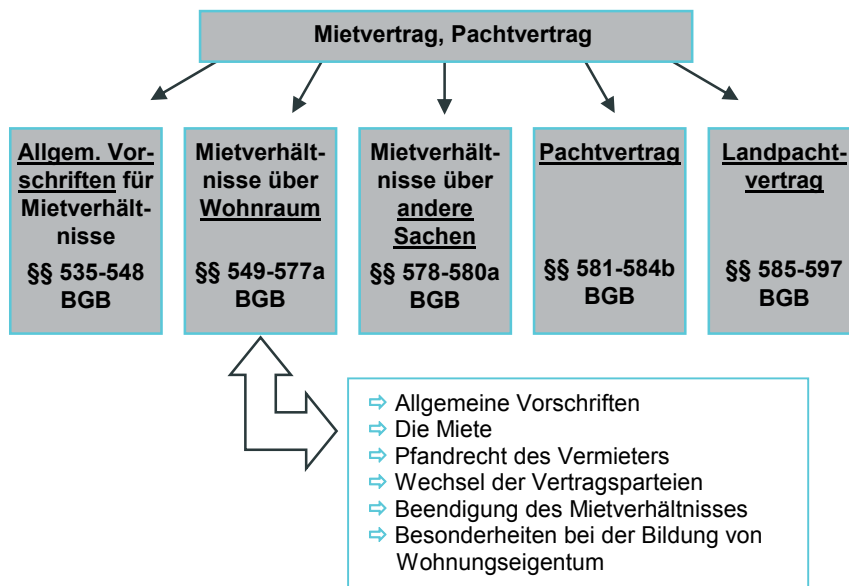 Mietvertrag, Pachtvertrag
Allgem. Vor-
schriften für
Mietverhält-
nisse
§§ 535-548
BGB
Mietverhält-
nisse über
Wohnraum
§§ 549-577a
BGB
Mietverhält-
nisse über
andere
Sachen
§§ 578-580a
BGB
Pachtvertrag
§§ 581-584b
BGB
Landpacht-
vertrag
§§ 585-597
BGB
⇨ Allgemeine Vorschriften
⇨ Die Miete
⇨ Pfandrecht des Vermieters
⇨ Wechsel der Vertragsparteien
⇨ Beendigung des Mietverhältnisses
⇨ Besonderheiten bei der Bildung von
Wohnungseigentum